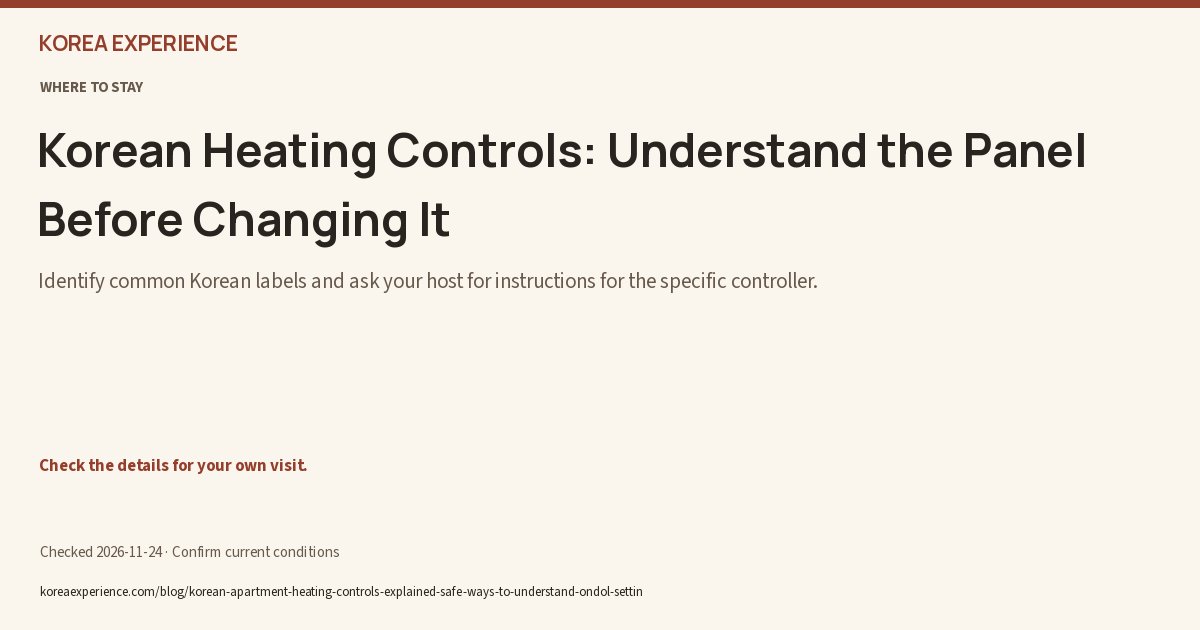 KOREA EXPERIENCE
WHERE TO STAY
Korean Heating Controls: Understand the Panel
Before Changing It
Identify common Korean labels and ask your host for instructions for the specific controller.
Check the details for your own visit.
Checked 2026-11-24 · Confirm current conditions
koreaexperience.com/blog/korean-apartment-heating-controls-explained-safe-ways-to-understand-ondol-settin